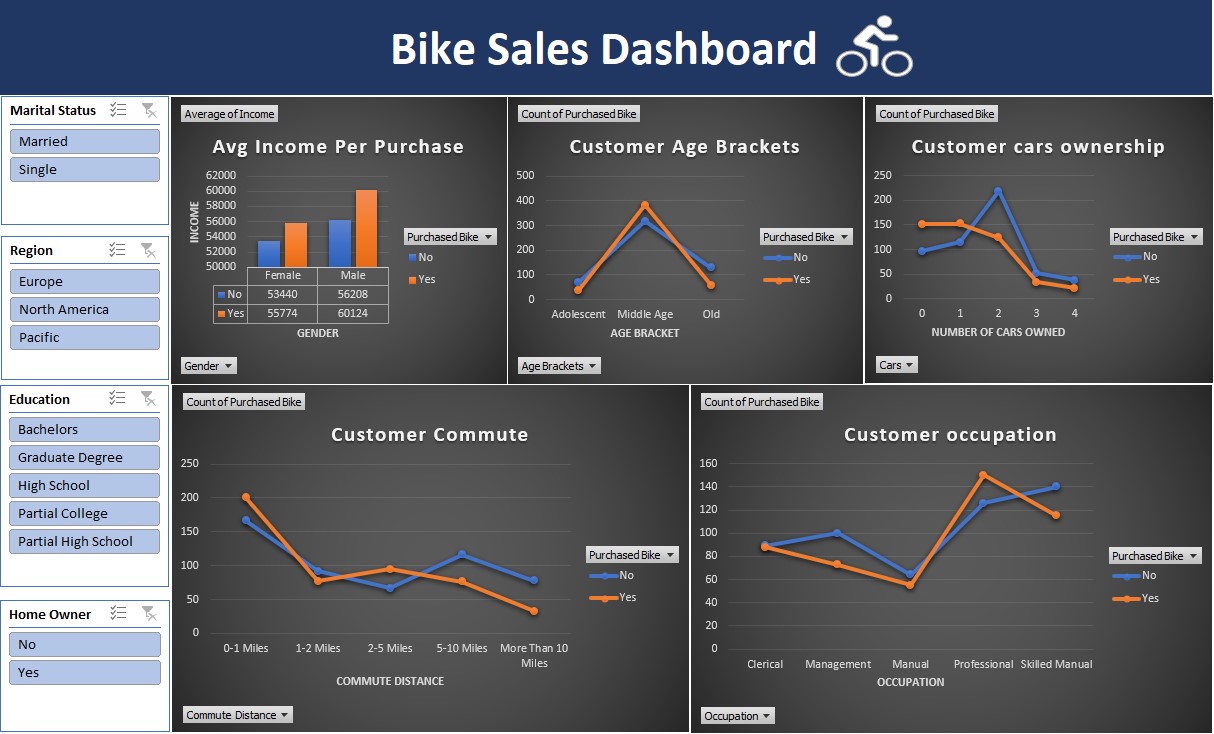 Bike Sales Dashboard
Marital Status
Married
Single
Region
Europe
North America
Pacific
Education
Bachelors
Graduate Degree
High School
Partial College
Partial High School
Home Owner
No
Yes
Average of Income
Avg Income Per Purchase
INCOME
62000
60000
58000
56000
54000
52000
50000
Female Male
No 53440 56208
Yes 55774 60124
GENDER
Purchased Bike
No
Yes
Gender
Count of Purchased Bike
Customer Age Brackets
500
400
300
200
100
0
Adolescent Middle Age Old
AGE BRACKET
Purchased Bike
No
Yes
Age Brackets
Count of Purchased Bike
Customer cars ownership
250
200
150
100
50
0
0 1 2 3 4
NUMBER OF CARS OWNED
Purchased Bike
No
Yes
Cars
Count of Purchased Bike
Customer Commute
250
200
150
100
50
0
0-1 Miles 1-2 Miles 2-5 Miles 5-10 Miles More Than 10
Miles
COMMUTE DISTANCE
Purchased Bike
No
Yes
Commute Distance
Count of Purchased Bike
Customer occupation
160
140
120
100
80
60
40
20
0
Clerical Management Manual Professional Skilled Manual
OCCUPATION
Purchased Bike
No
Yes
Occupation